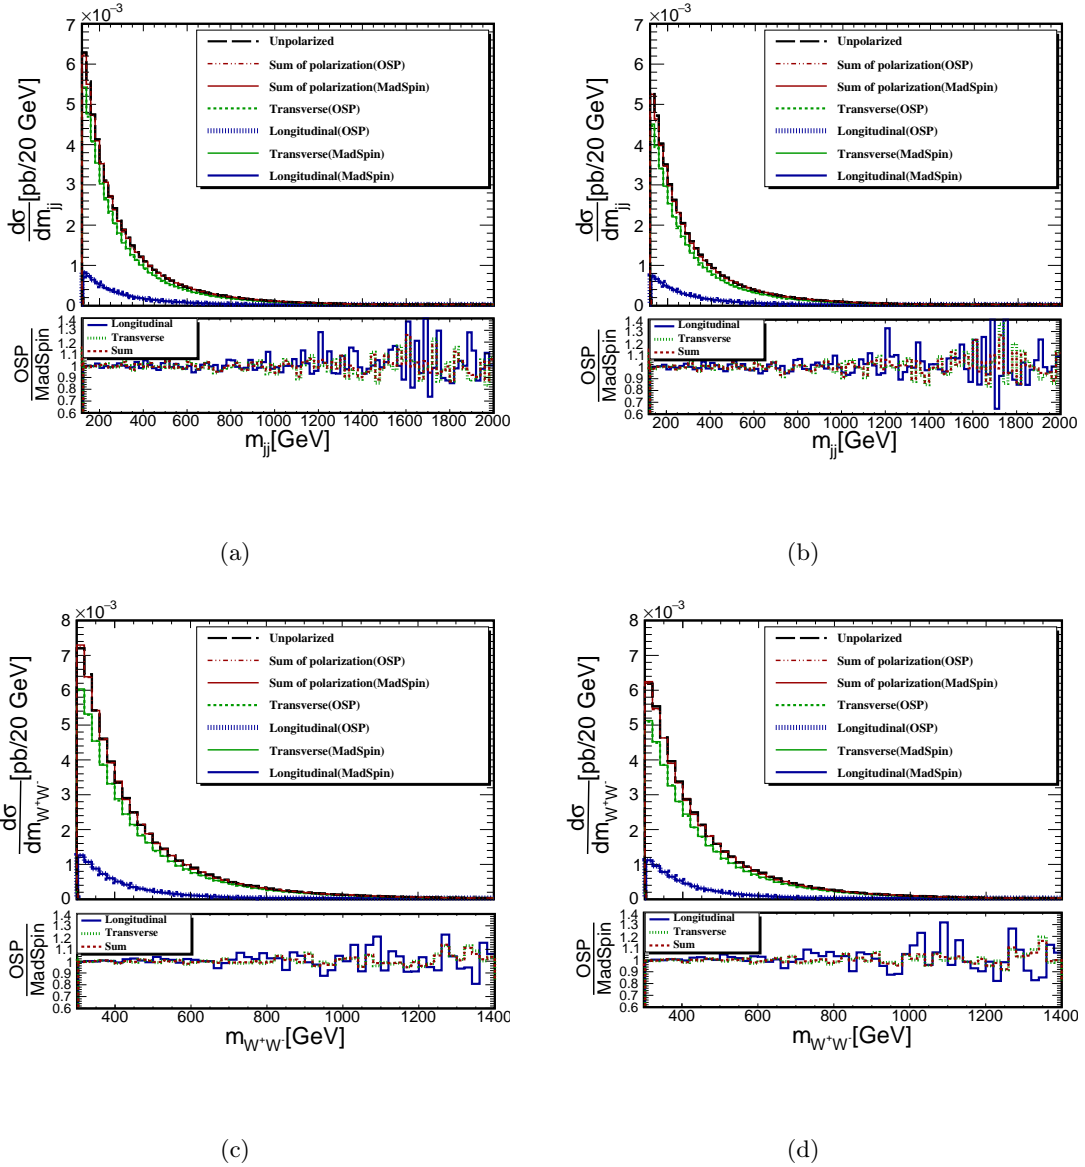 ×10⁻³
7
6
5
4
3
2
1
0
dσ/dm_jj [pb/20 GeV]
Unpolarized
Sum of polarization(OSP)
Sum of polarization(MadSpin)
Transverse(OSP)
Longitudinal(OSP)
Transverse(MadSpin)
Longitudinal(MadSpin)
OSP/MadSpin
1.4
1.3
1.2
1.1
1
0.9
0.8
0.7
0.6
Longitudinal
Transverse
Sum
200 400 600 800 1000 1200 1400 1600 1800 2000
m_jj[GeV]
(a)
×10⁻³
7
6
5
4
3
2
1
0
dσ/dm_jj [pb/20 GeV]
Unpolarized
Sum of polarization(OSP)
Sum of polarization(MadSpin)
Transverse(OSP)
Longitudinal(OSP)
Transverse(MadSpin)
Longitudinal(MadSpin)
OSP/MadSpin
1.4
1.3
1.2
1.1
1
0.9
0.8
0.7
0.6
Longitudinal
Transverse
Sum
200 400 600 800 1000 1200 1400 1600 1800 2000
m_jj[GeV]
(b)
×10⁻³
8
7
6
5
4
3
2
1
0
dσ/dm_W⁺W⁻ [pb/20 GeV]
Unpolarized
Sum of polarization(OSP)
Sum of polarization(MadSpin)
Transverse(OSP)
Longitudinal(OSP)
Transverse(MadSpin)
Longitudinal(MadSpin)
OSP/MadSpin
1.4
1.3
1.2
1.1
1
0.9
0.8
0.7
0.6
Longitudinal
Transverse
Sum
400 600 800 1000 1200 1400
m_W⁺W⁻[GeV]
(c)
×10⁻³
8
7
6
5
4
3
2
1
0
dσ/dm_W⁺W⁻ [pb/20 GeV]
Unpolarized
Sum of polarization(OSP)
Sum of polarization(MadSpin)
Transverse(OSP)
Longitudinal(OSP)
Transverse(MadSpin)
Longitudinal(MadSpin)
OSP/MadSpin
1.4
1.3
1.2
1.1
1
0.9
0.8
0.7
0.6
Longitudinal
Transverse
Sum
400 600 800 1000 1200 1400
m_W⁺W⁻[GeV]
(d)